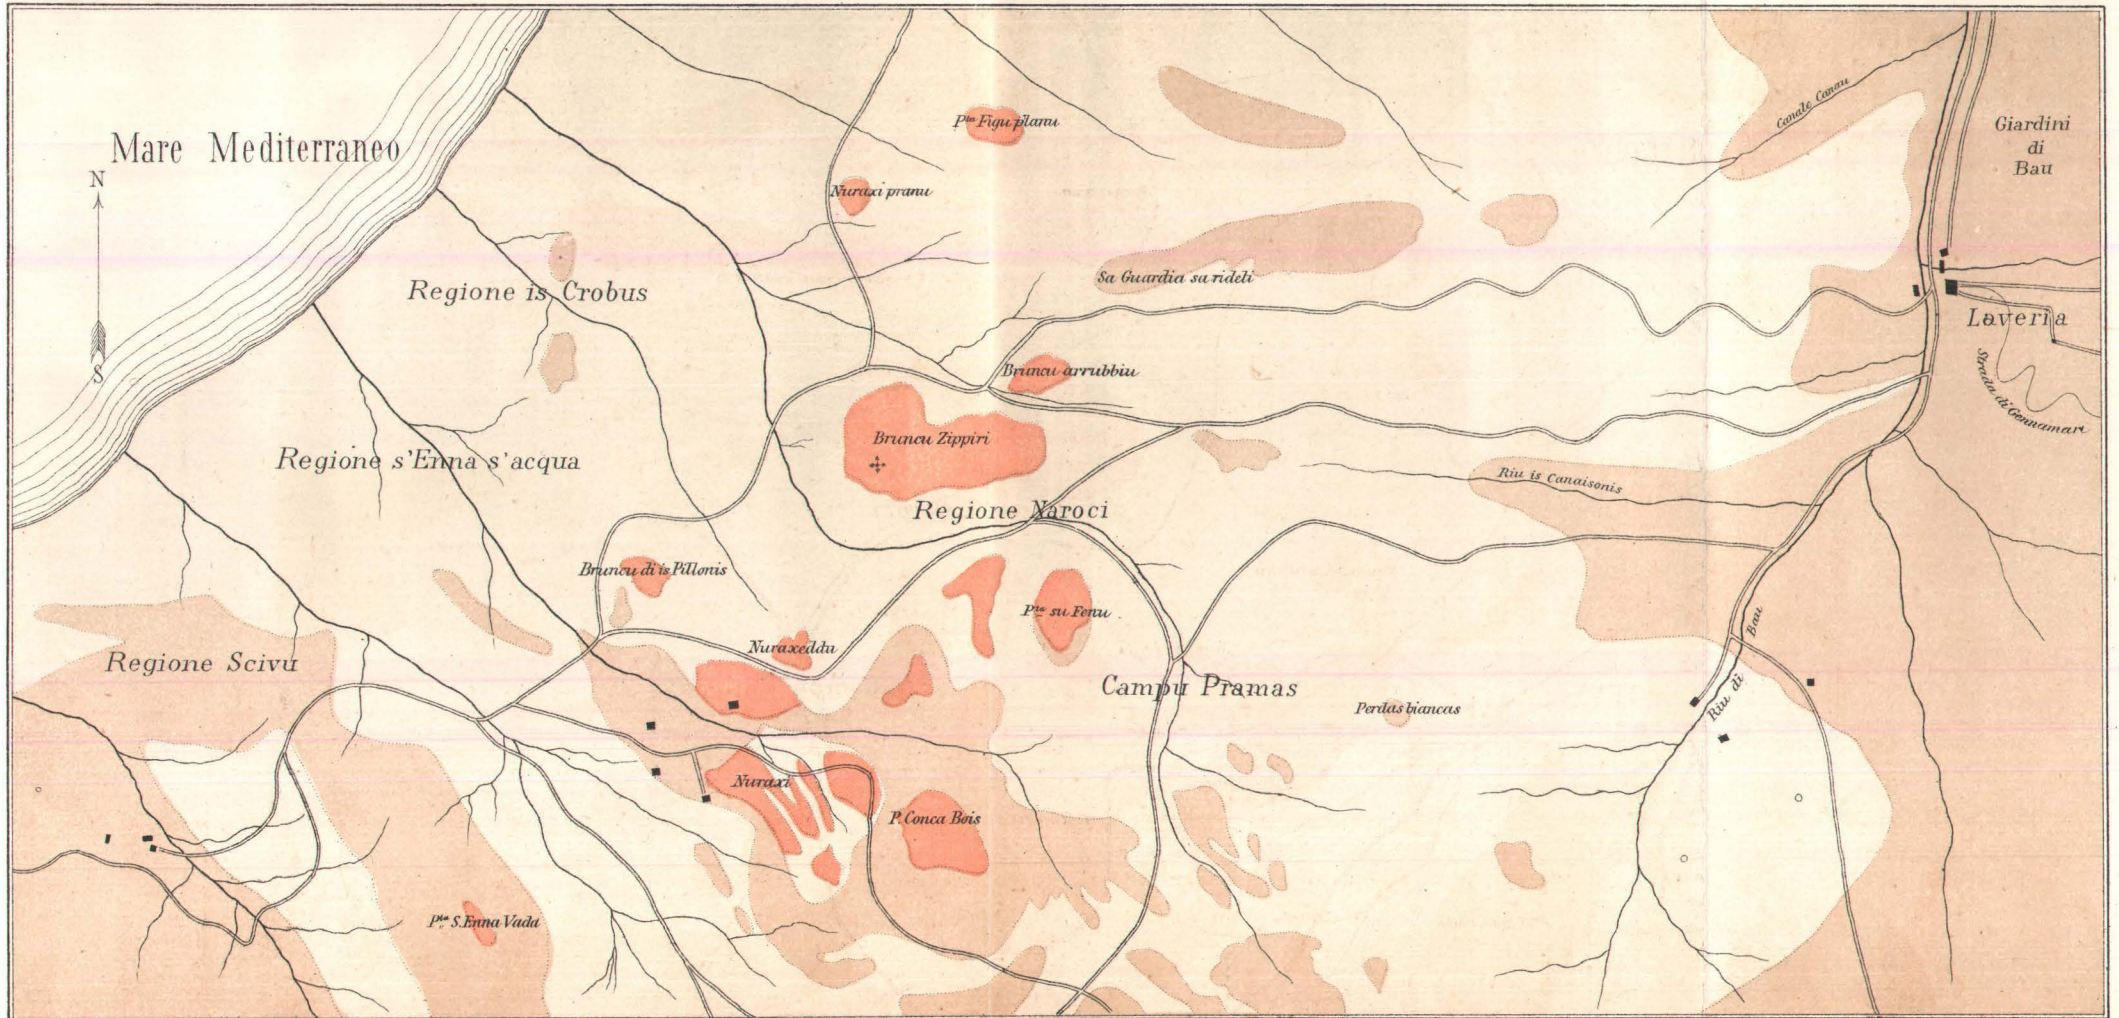 Mare Mediterraneo
N
S
Pta Figu planu
Nuraxi pranu
Canale Canau
Giardini
di
Bau
Regione is Crobus
Sa Guardia sa rideli
Laveria
Strada di Gennamari
Bruncu arrubbiu
Bruncu Zippiri
Regione s'Enna s'acqua
Riu is Canaisonis
Regione Naroci
Bruncu di is Pillonis
Pta su Fenu
Nuraxeddu
Regione Scivu
Campu Pramas
Perdas biancas
Riu di Bau
Nuraxi
P. Conca Bois
Pta S. Enna Vada